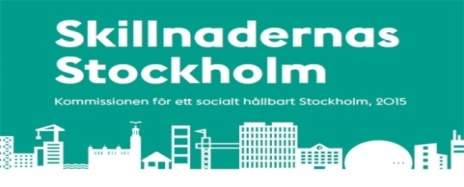 Skillnadernas
Stockholm
Kommissionen för ett socialt hållbart Stockholm, 2015